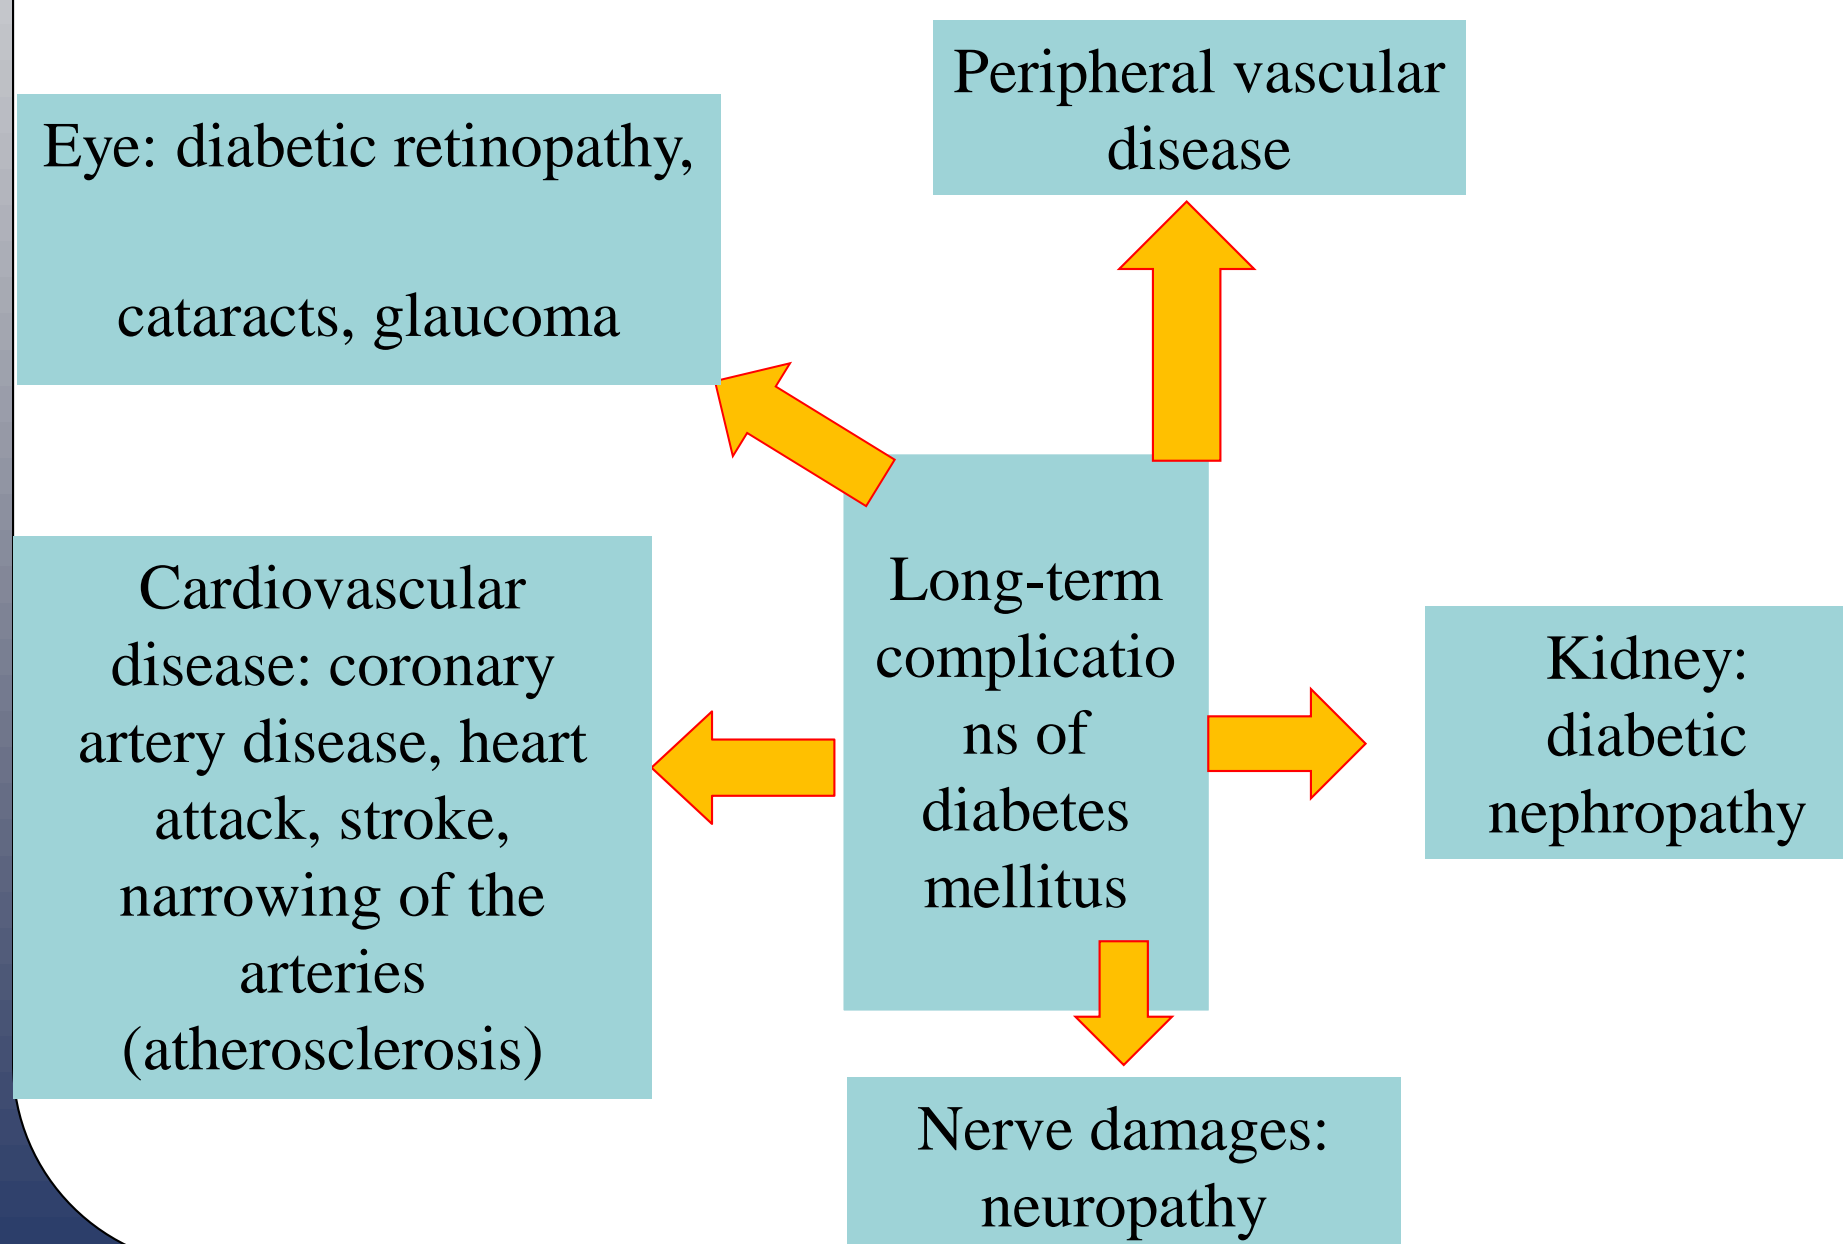 Peripheral vascular
disease
Eye: diabetic retinopathy,
cataracts, glaucoma
Cardiovascular
disease: coronary
artery disease, heart
attack, stroke,
narrowing of the
arteries
(atherosclerosis)
Long-term
complicatio
ns of
diabetes
mellitus
Kidney:
diabetic
nephropathy
Nerve damages:
neuropathy